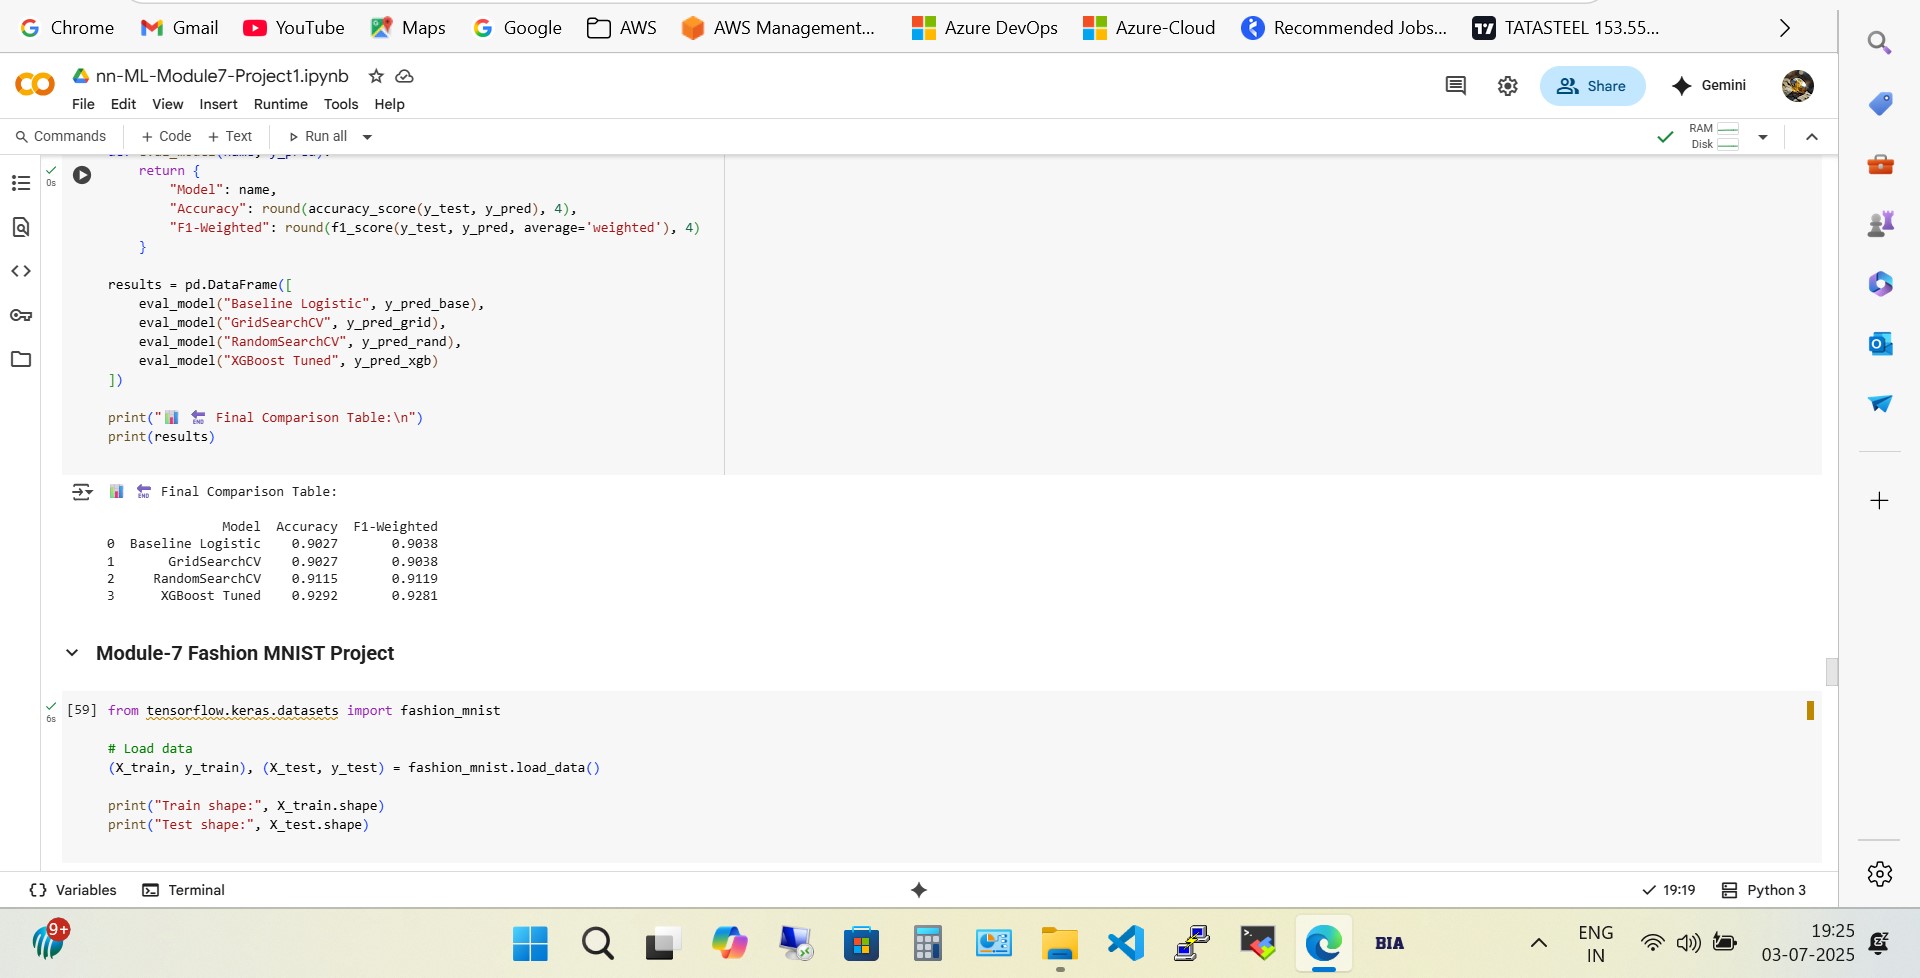 Chrome Gmail YouTube Maps Google AWS AWS Management... Azure DevOps Azure-Cloud Recommended Jobs... TATASTEEL 153.55...
nn-ML-Module7-Project1.ipynb
File Edit View Insert Runtime Tools Help
Share Gemini
Commands + Code + Text Run all
RAM
Disk
0s
return {
"Model": name,
"Accuracy": round(accuracy_score(y_test, y_pred), 4),
"F1-Weighted": round(f1_score(y_test, y_pred, average='weighted'), 4)
}
results = pd.DataFrame([
eval_model("Baseline Logistic", y_pred_base),
eval_model("GridSearchCV", y_pred_grid),
eval_model("RandomSearchCV", y_pred_rand),
eval_model("XGBoost Tuned", y_pred_xgb)
])
print("📊 🔚 Final Comparison Table:\n")
print(results)
📊 🔚 Final Comparison Table:
Model Accuracy F1-Weighted
0 Baseline Logistic 0.9027 0.9038
1 GridSearchCV 0.9027 0.9038
2 RandomSearchCV 0.9115 0.9119
3 XGBoost Tuned 0.9292 0.9281
Module-7 Fashion MNIST Project
6s
[59] from tensorflow.keras.datasets import fashion_mnist
# Load data
(X_train, y_train), (X_test, y_test) = fashion_mnist.load_data()
print("Train shape:", X_train.shape)
print("Test shape:", X_test.shape)
Variables Terminal 19:19 Python 3
9+
BIA
ENG
IN
19:25
03-07-2025